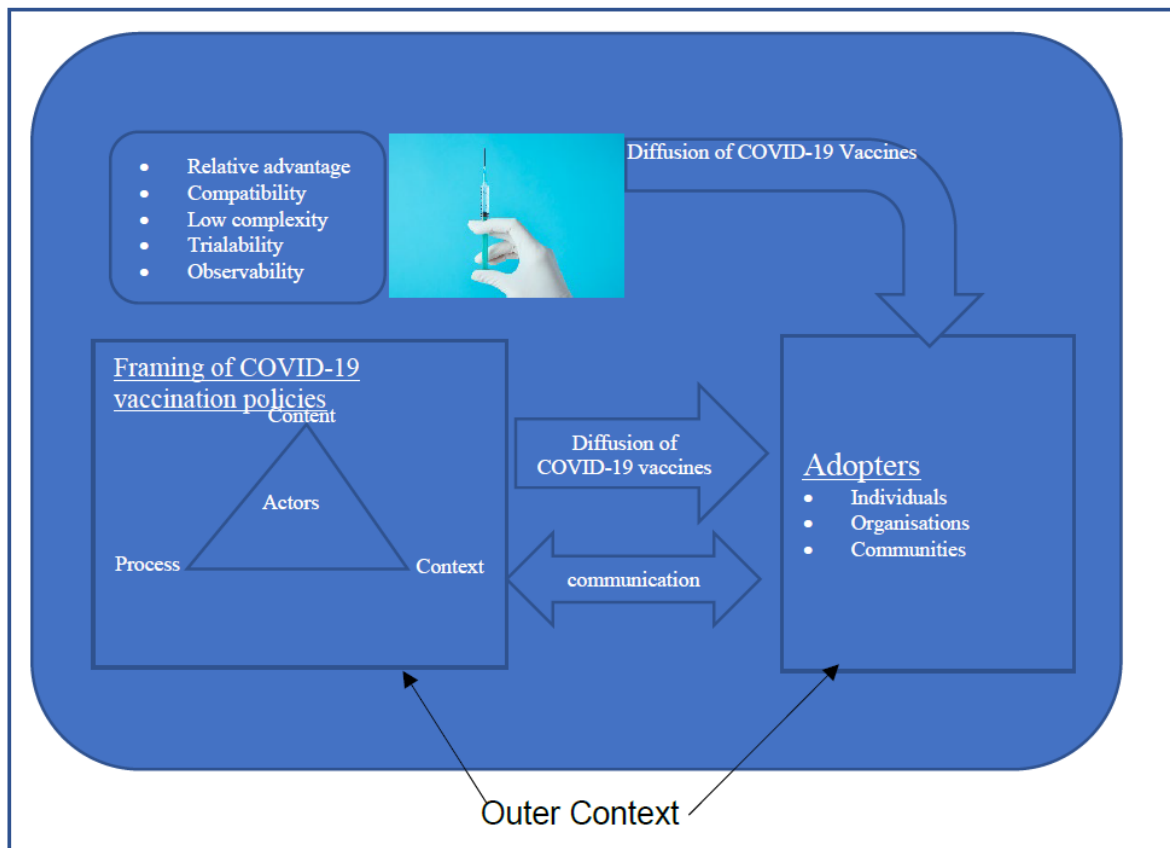 • Relative advantage
• Compatibility
• Low complexity
• Trialability
• Observability
Diffusion of COVID-19 Vaccines
Framing of COVID-19
vaccination policies
Content
Actors
Process
Context
Diffusion of
COVID-19 vaccines
communication
Adopters
• Individuals
• Organisations
• Communities
Outer Context